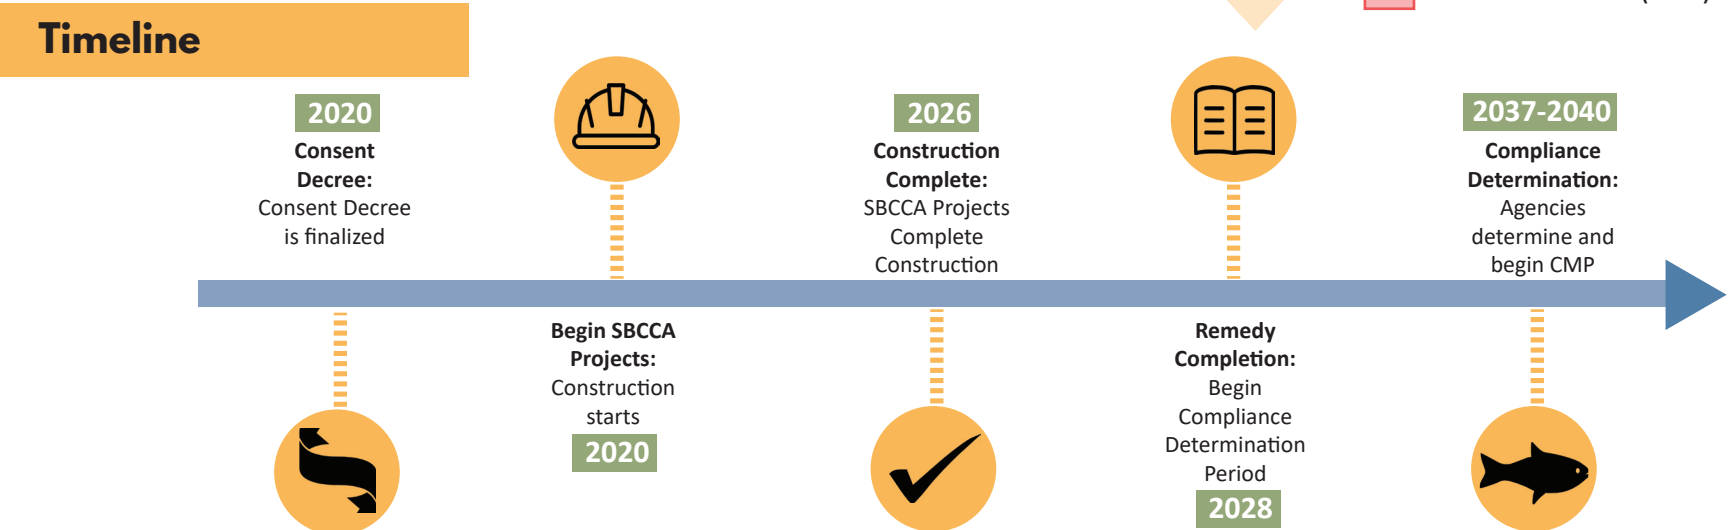 Timeline
2020
Consent
Decree:
Consent Decree
is finalized
Begin SBCCA
Projects:
Construction
starts
2020
2026
Construction
Complete:
SBCCA Projects
Complete
Construction
Remedy
Completion:
Begin
Compliance
Determination
Period
2028
2037-2040
Compliance
Determination:
Agencies
determine and
begin CMP